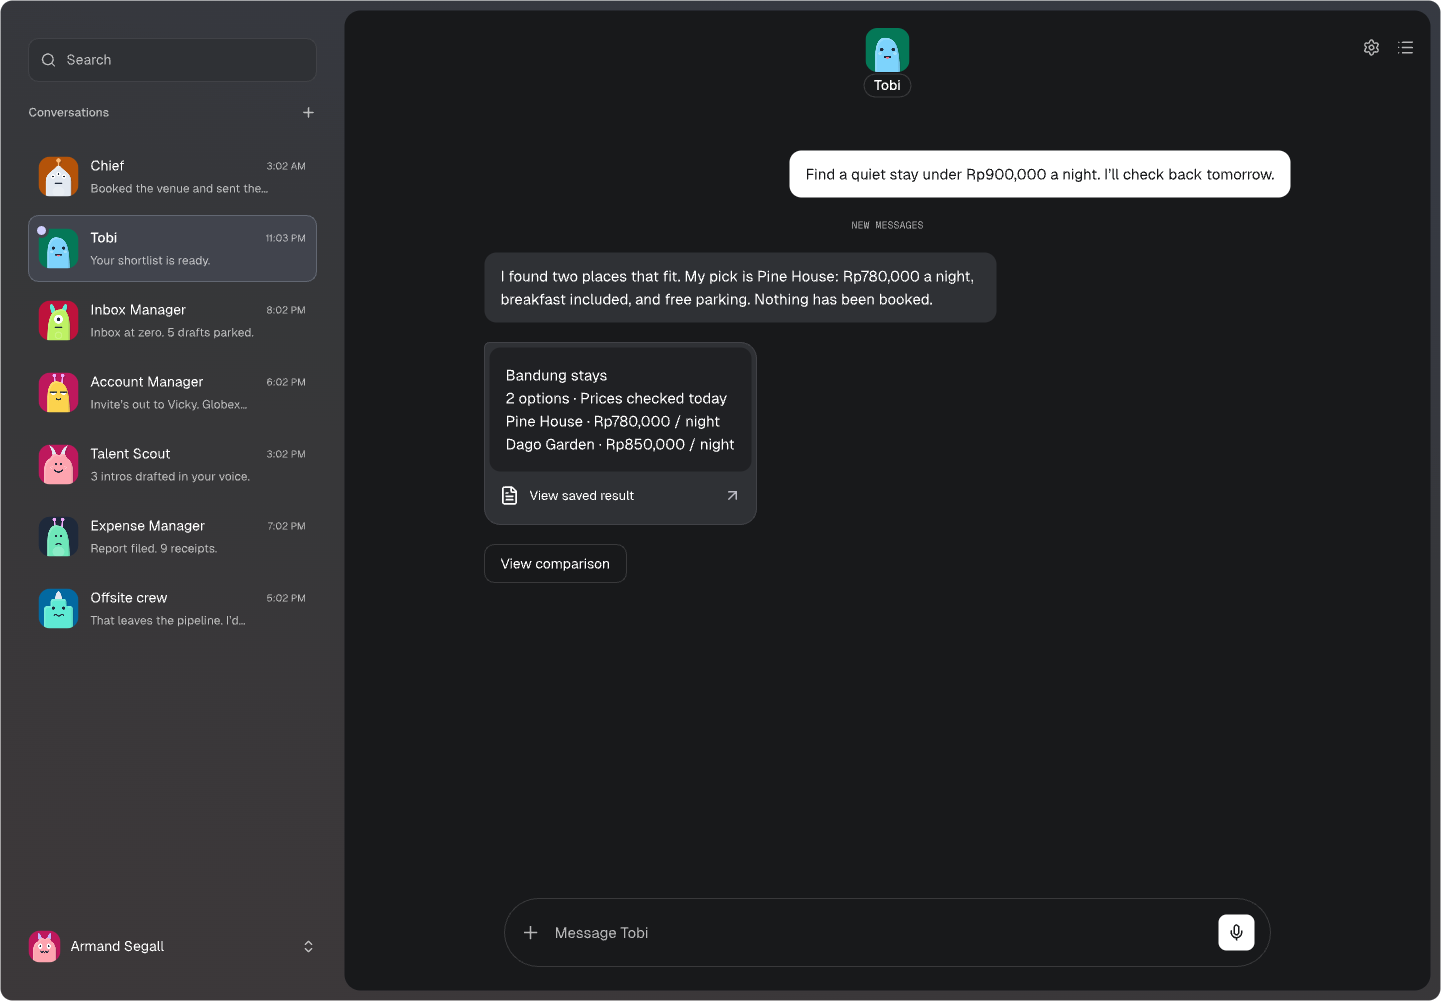 Search
Conversations
Chief
3:02 AM
Booked the venue and sent the...
Tobi
11:03 PM
Your shortlist is ready.
Inbox Manager
8:02 PM
Inbox at zero. 5 drafts parked.
Account Manager
6:02 PM
Invite's out to Vicky. Globex...
Talent Scout
3:02 PM
3 intros drafted in your voice.
Expense Manager
7:02 PM
Report filed. 9 receipts.
Offsite crew
5:02 PM
That leaves the pipeline. I'd...
Armand Segall
Tobi
Find a quiet stay under Rp900,000 a night. I'll check back tomorrow.
NEW MESSAGES
I found two places that fit. My pick is Pine House: Rp780,000 a night,
breakfast included, and free parking. Nothing has been booked.
Bandung stays
2 options · Prices checked today
Pine House · Rp780,000 / night
Dago Garden · Rp850,000 / night
View saved result
View comparison
Message Tobi